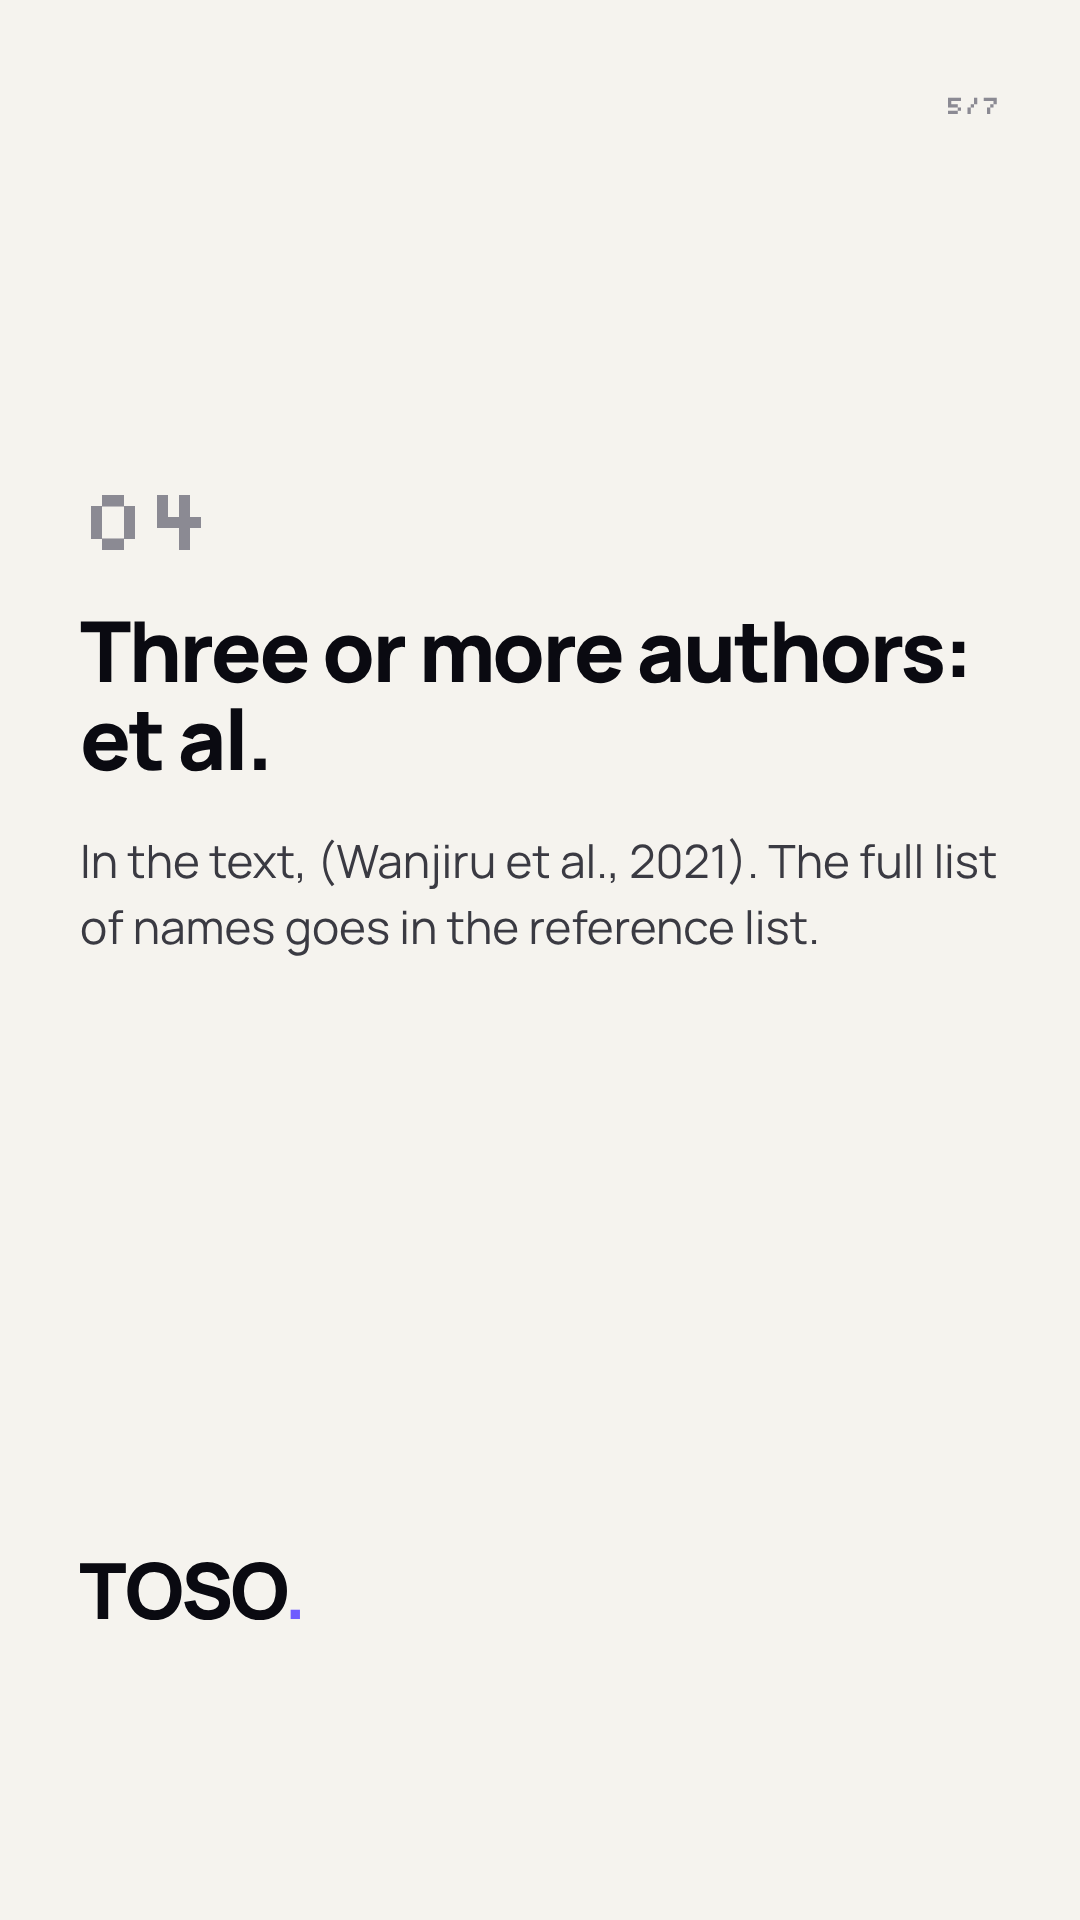 5/7
04
Three or more authors:
et al.
In the text, (Wanjiru et al., 2021). The full list
of names goes in the reference list.
TOSO.